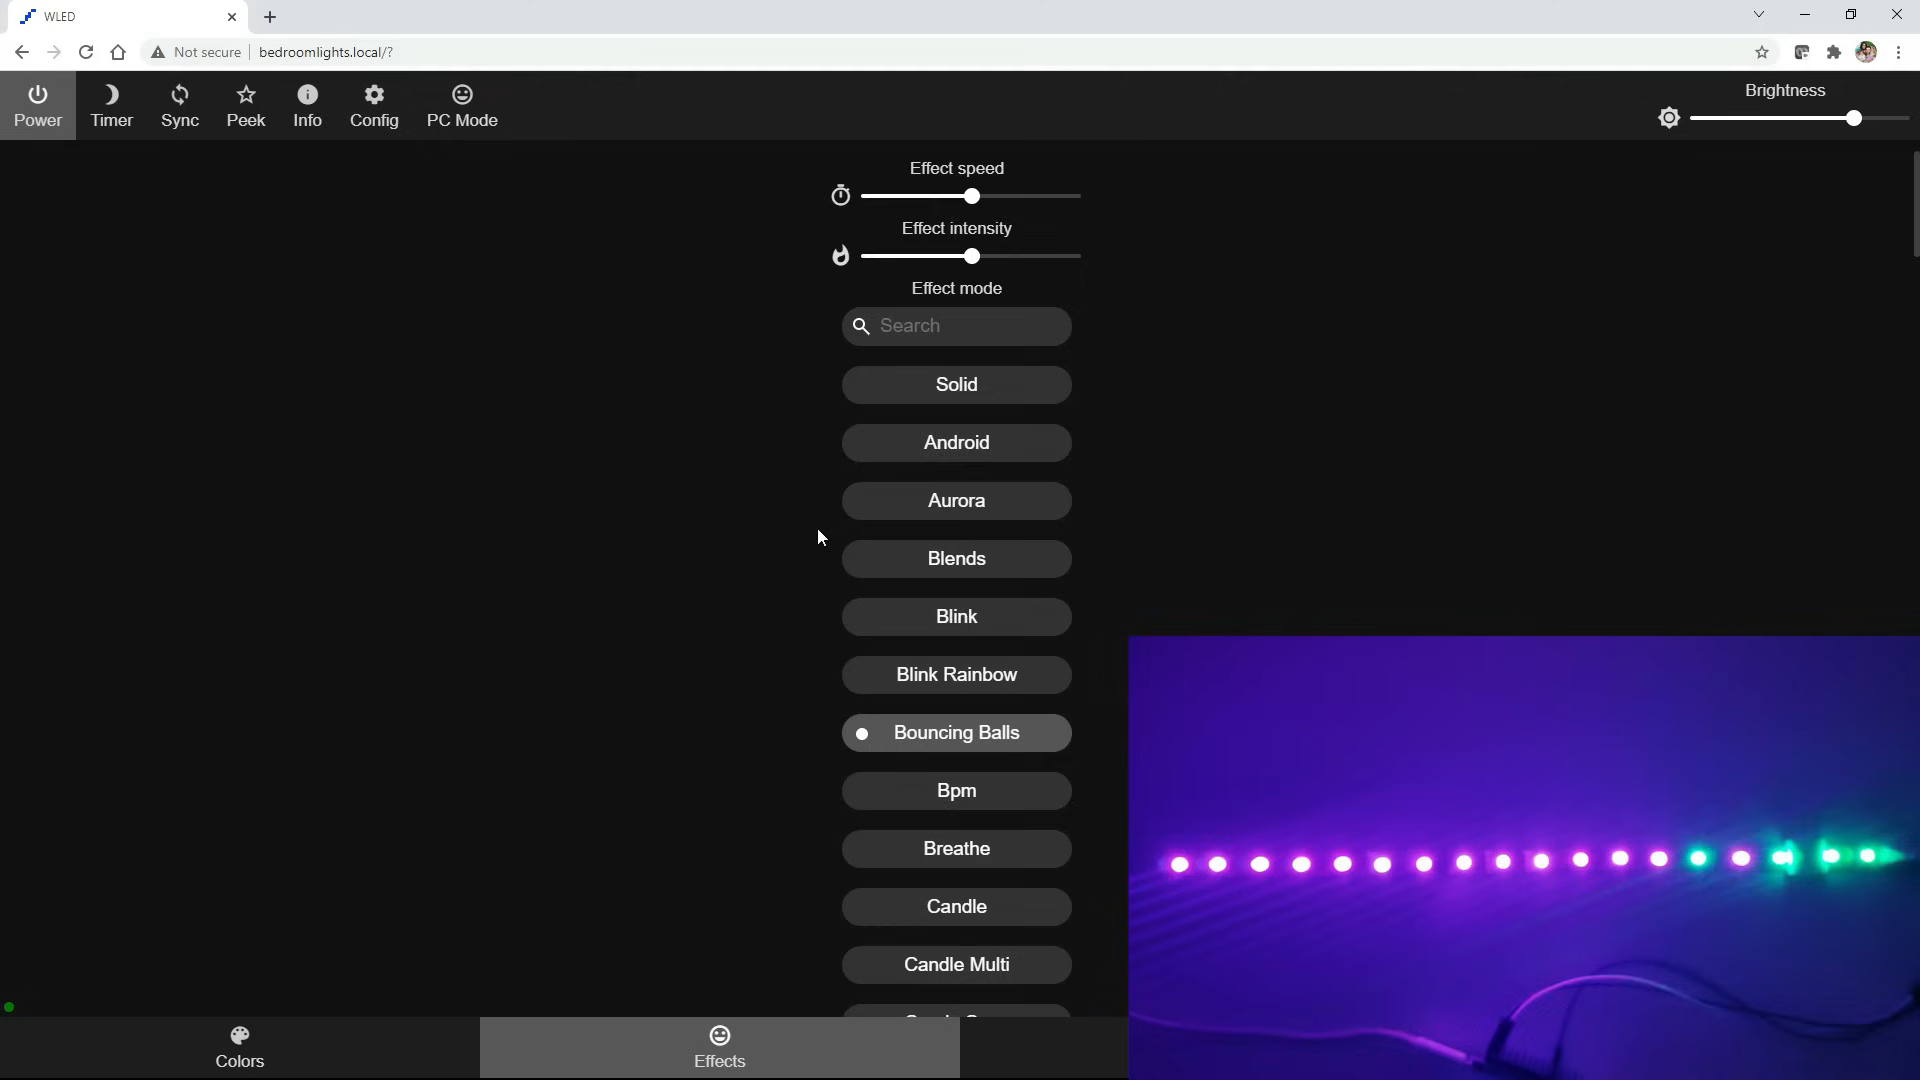 WLED
Not secure
bedroomlights.local/?
Power
Timer
Sync
Peek
Info
Config
PC Mode
Brightness
Effect speed
Effect intensity
Effect mode
Search
Solid
Android
Aurora
Blends
Blink
Blink Rainbow
Bouncing Balls
Bpm
Breathe
Candle
Candle Multi
Colors
Effects